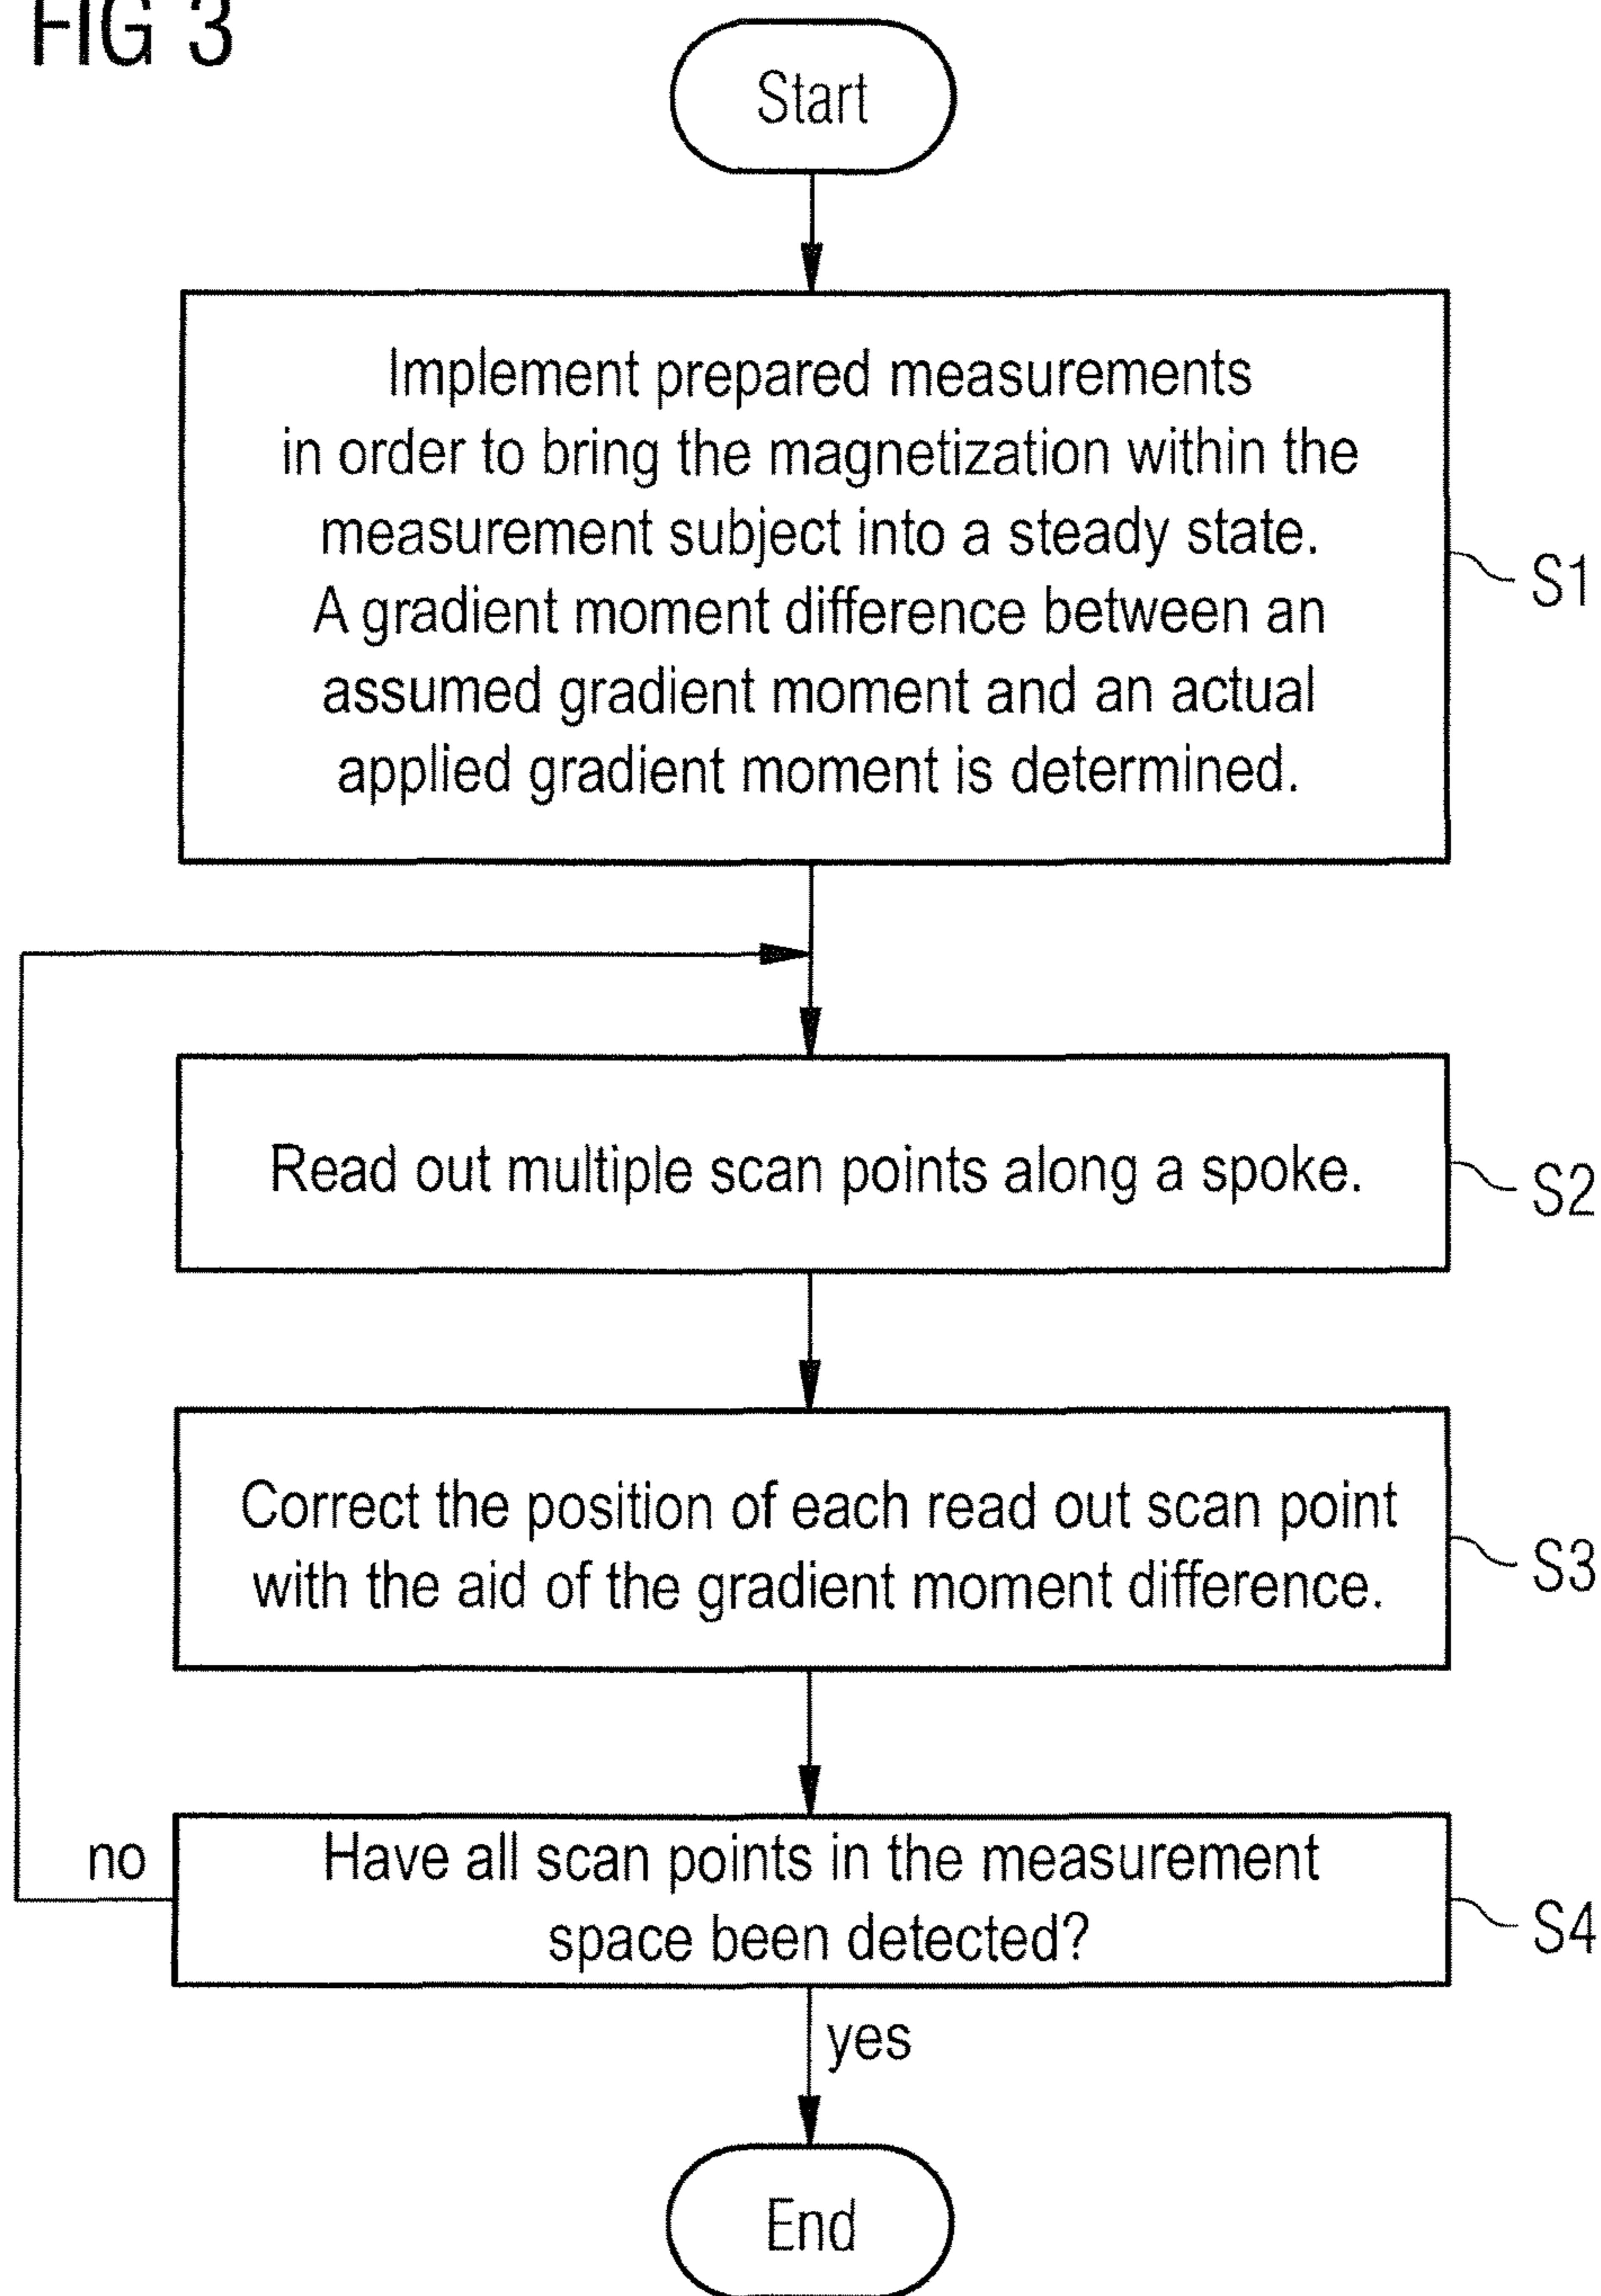 FIG 3
Start
Implement prepared measurements
in order to bring the magnetization within the
measurement subject into a steady state.
A gradient moment difference between an
assumed gradient moment and an actual
applied gradient moment is determined.
S1
Read out multiple scan points along a spoke.
S2
Correct the position of each read out scan point
with the aid of the gradient moment difference.
S3
no
Have all scan points in the measurement
space been detected?
S4
yes
End